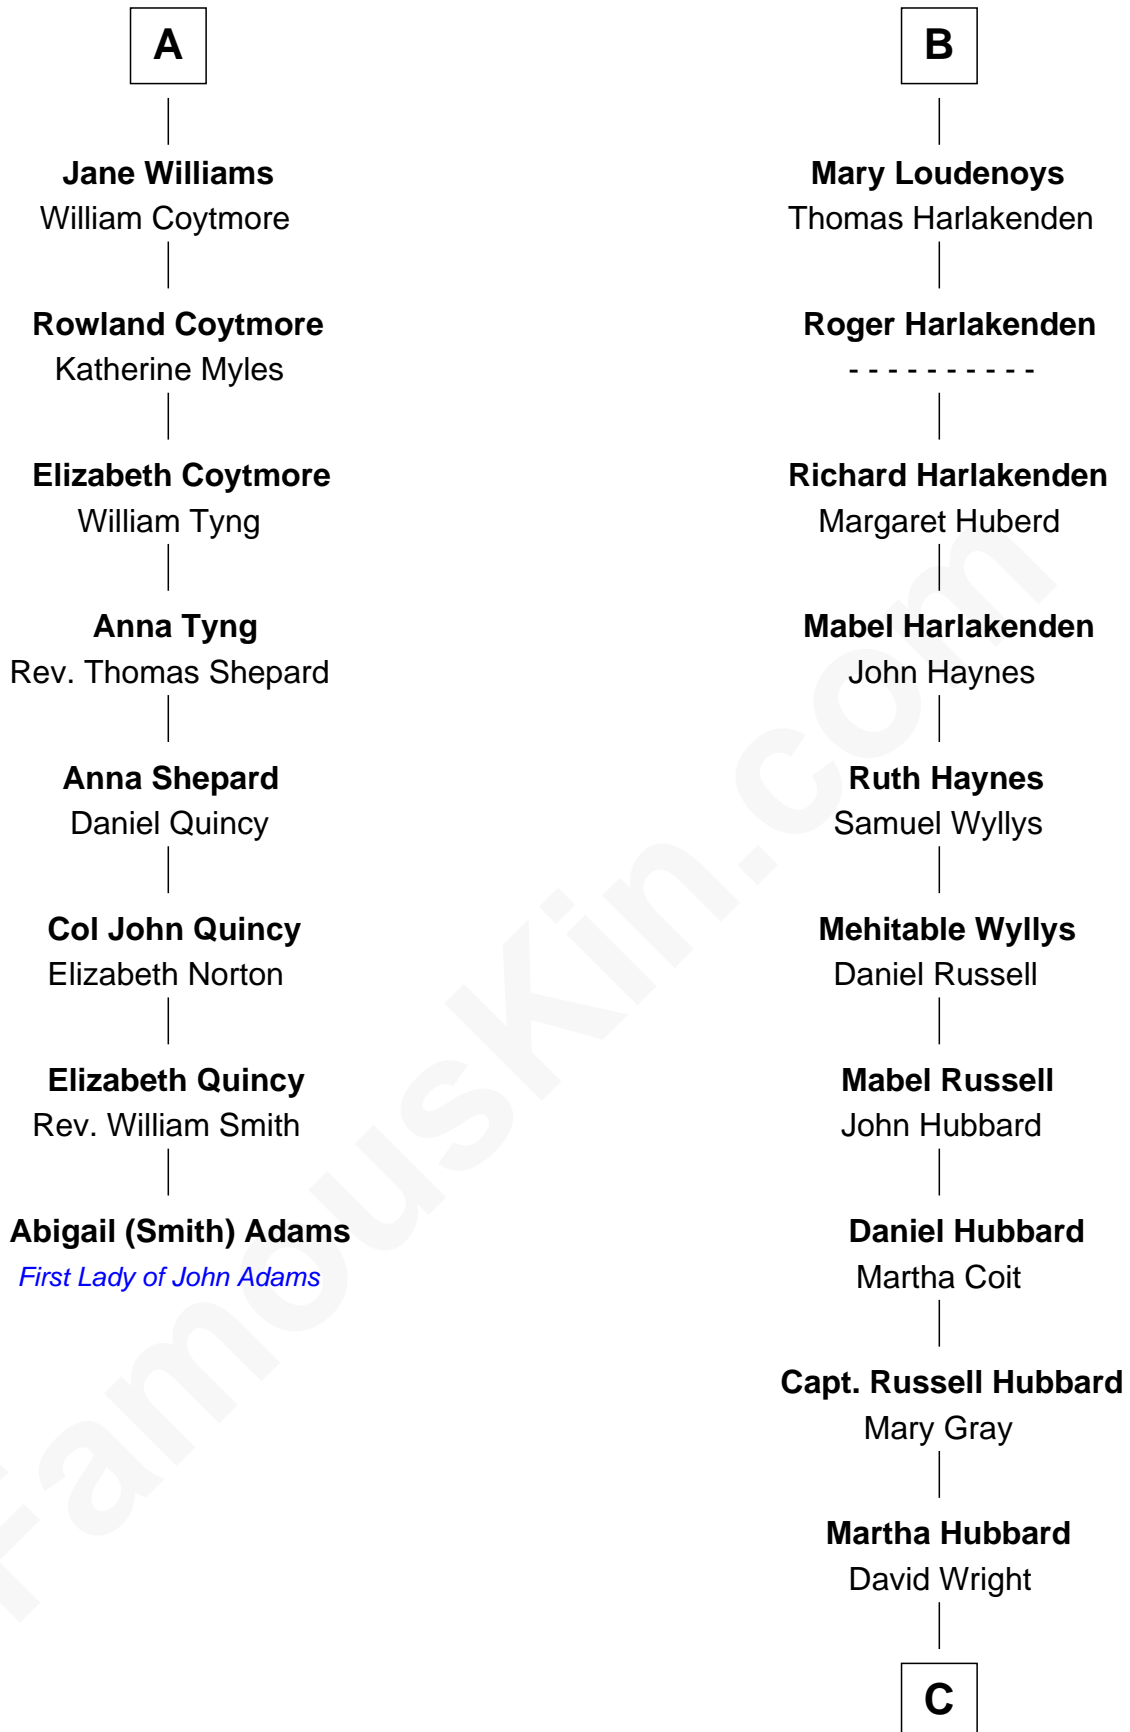 A
Jane Williams
William Coytmore
Rowland Coytmore
Katherine Myles
Elizabeth Coytmore
William Tyng
Anna Tyng
Rev. Thomas Shepard
Anna Shepard
Daniel Quincy
Col John Quincy
Elizabeth Norton
Elizabeth Quincy
Rev. William Smith
Abigail (Smith) Adams
First Lady of John Adams
B
Mary Loudenoys
Thomas Harlakenden
Roger Harlakenden
- - - - - - - - - -
Richard Harlakenden
Margaret Huberd
Mabel Harlakenden
John Haynes
Ruth Haynes
Samuel Wyllys
Mehitable Wyllys
Daniel Russell
Mabel Russell
John Hubbard
Daniel Hubbard
Martha Coit
Capt. Russell Hubbard
Mary Gray
Martha Hubbard
David Wright
C
FamousKin.com